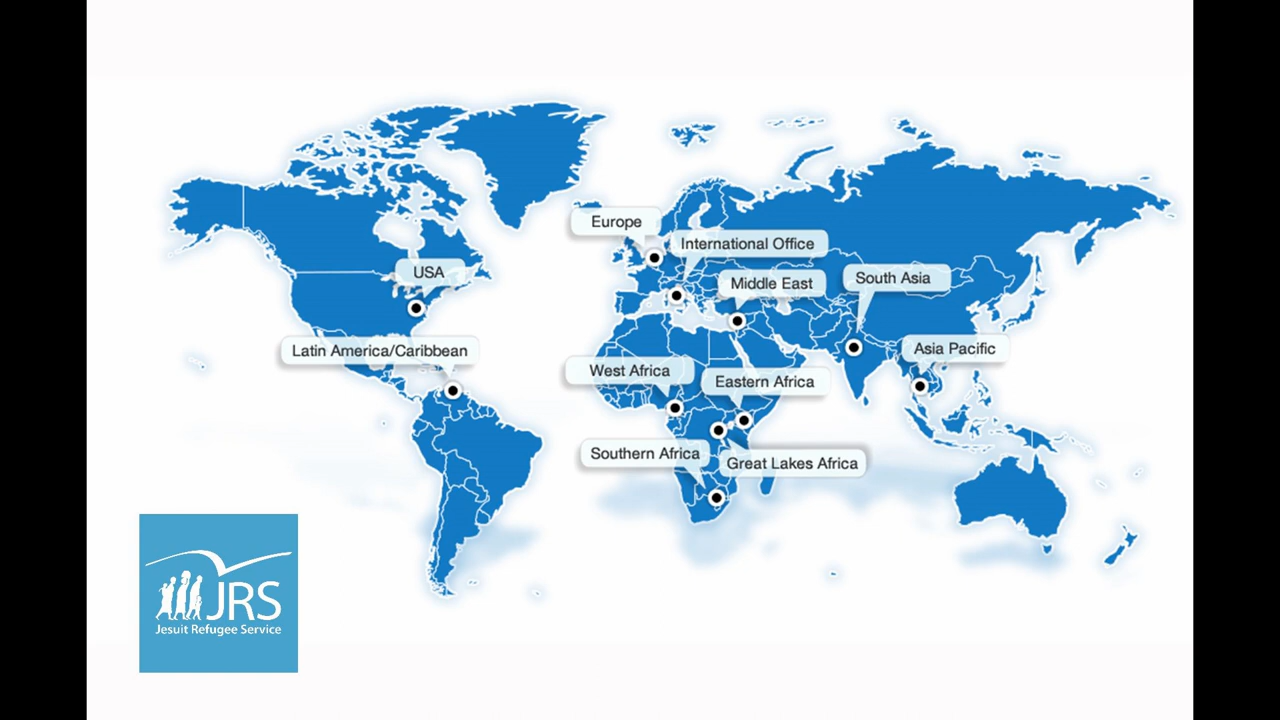 Europe
International Office
USA
Middle East
South Asia
Latin America/Caribbean
Asia Pacific
West Africa
Eastern Africa
Southern Africa
Great Lakes Africa
JRS
Jesuit Refugee Service